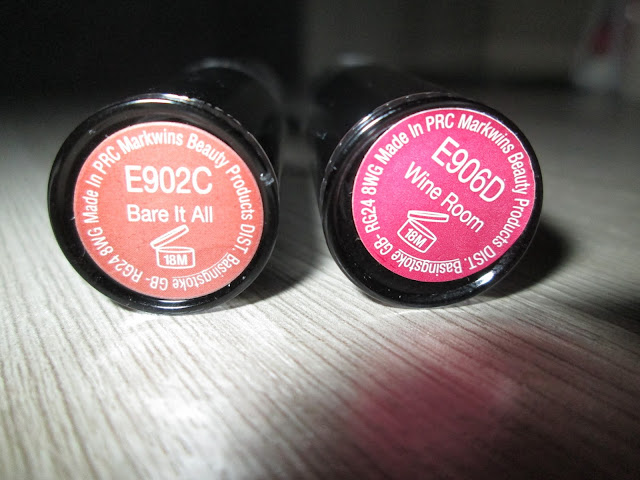 E902C
Bare It All
18M
Made In PRC Markwins Beauty Products DIST. Basingstoke GB- RG24 8WG
E906D
Wine Room
18M
Made In PRC Markwins Beauty Products DIST. Basingstoke GB- RG24 8WG